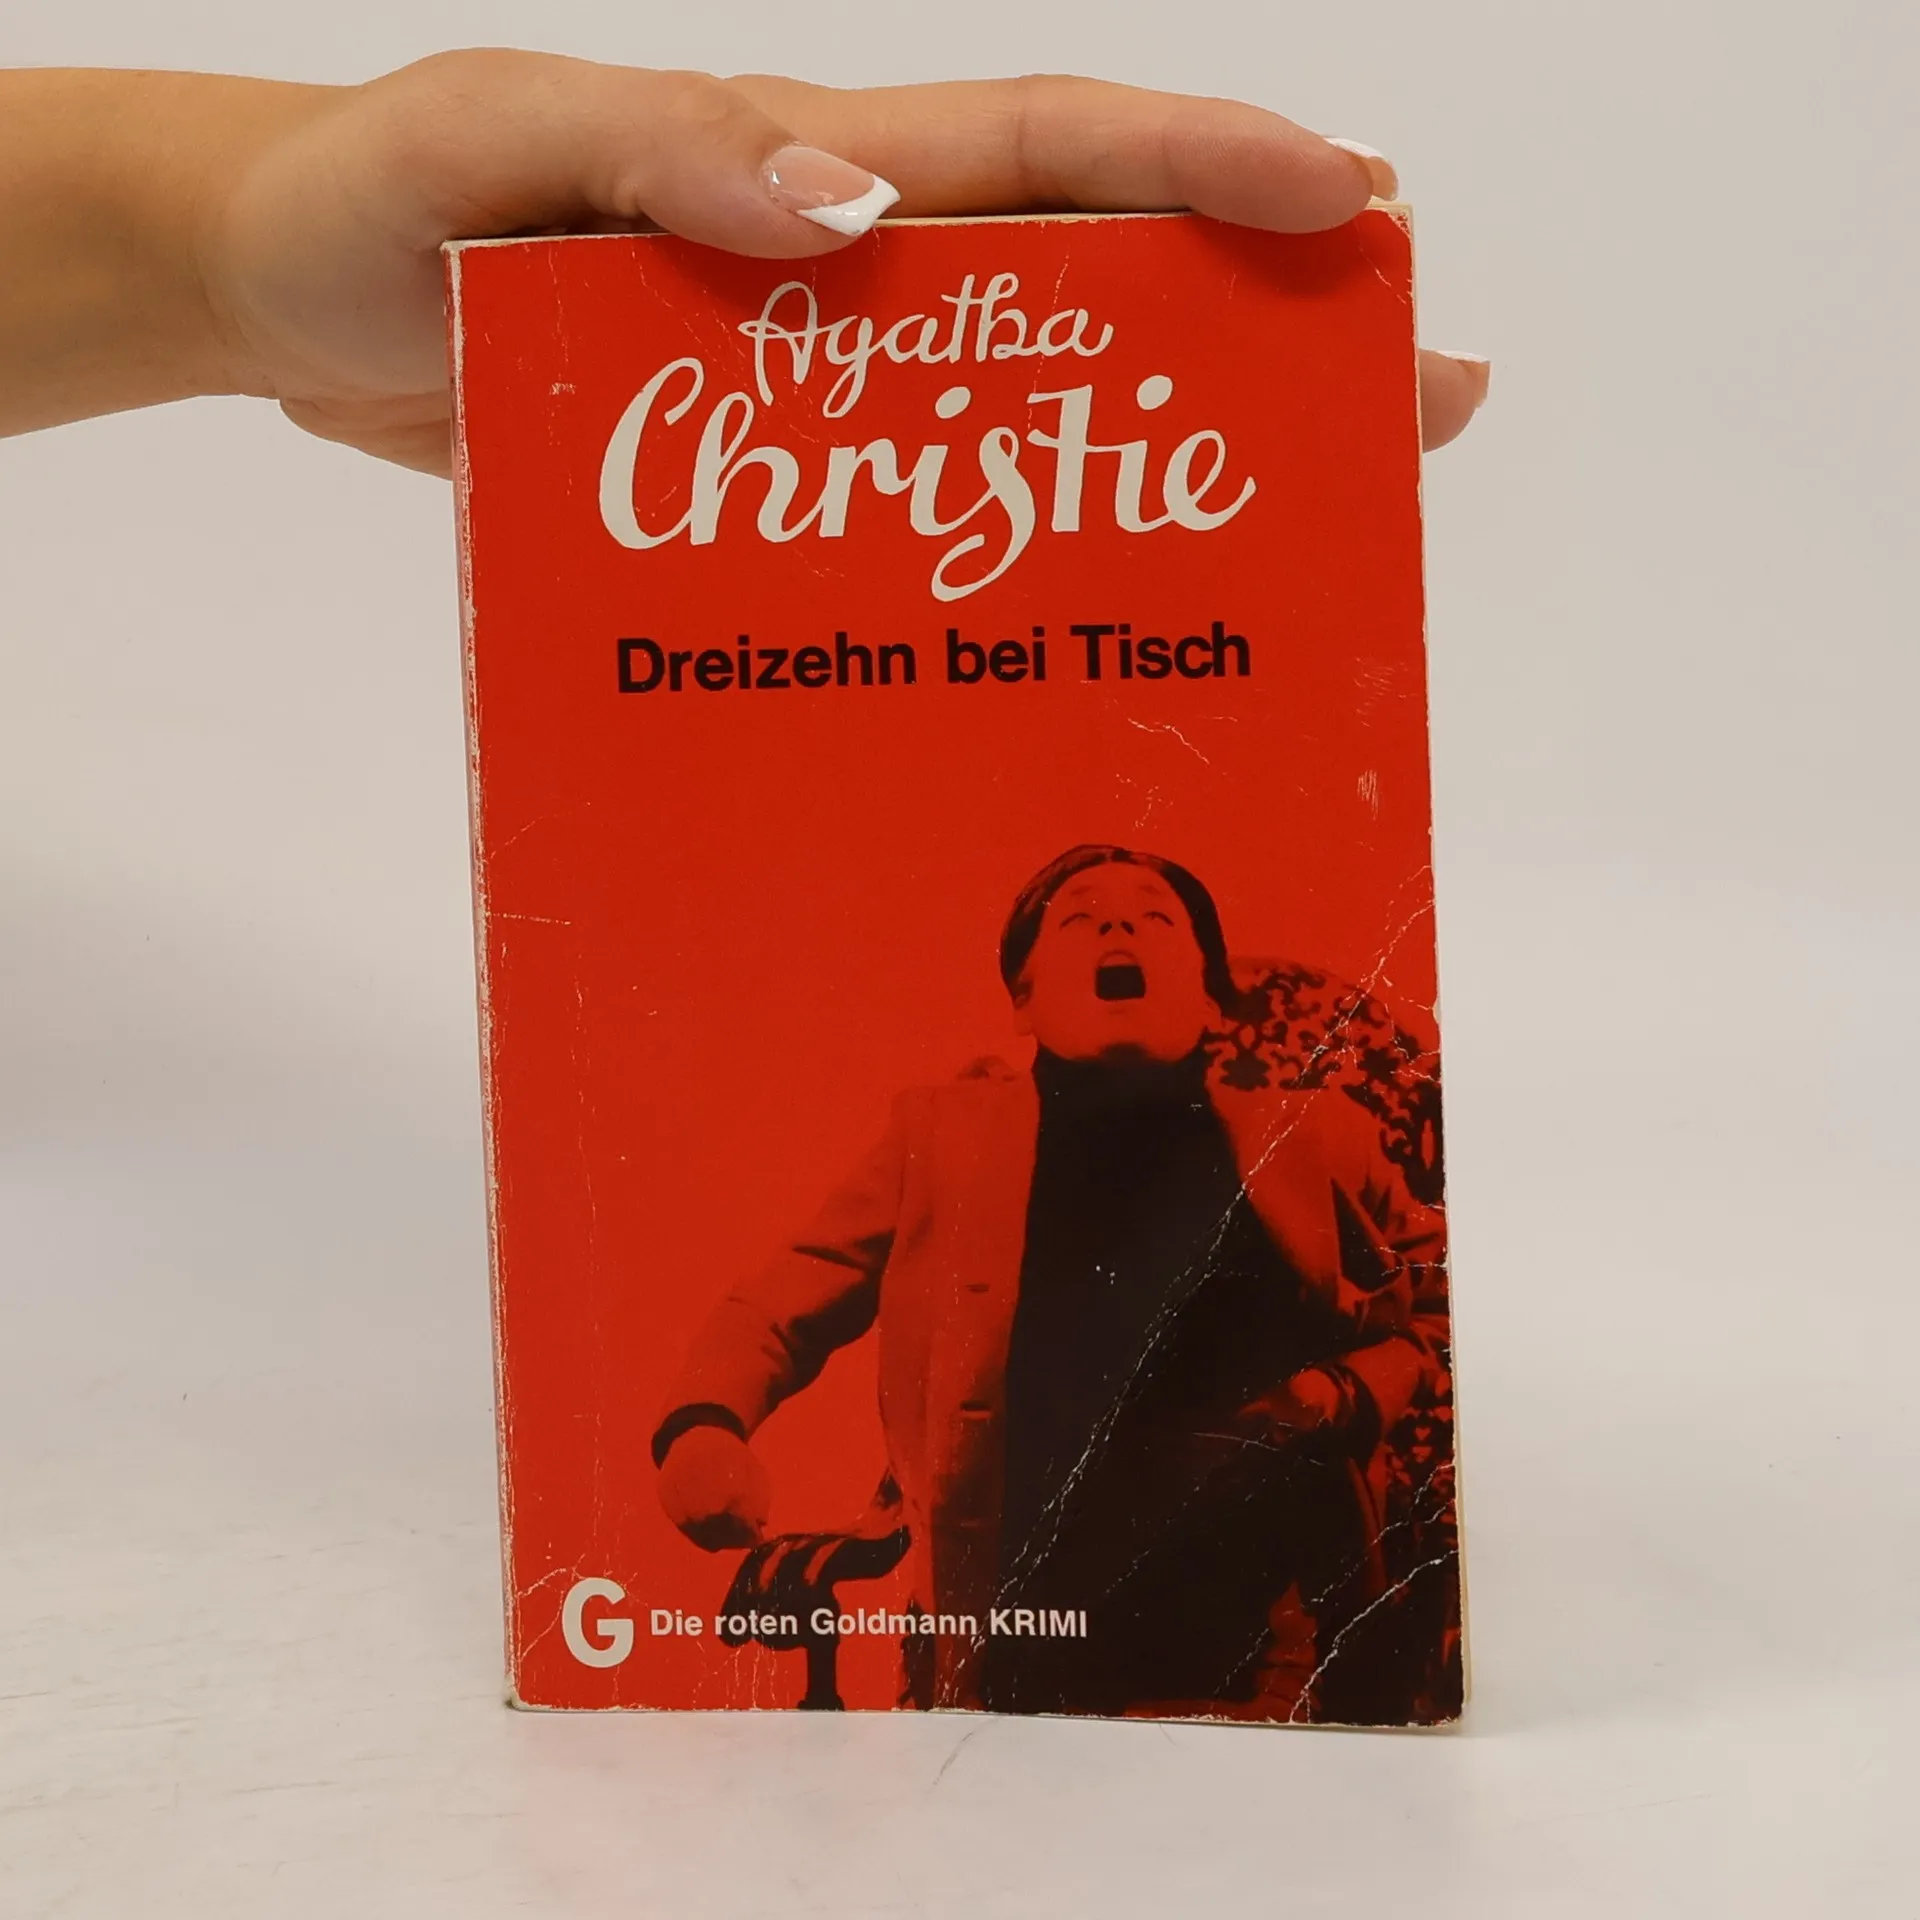 Agatha
Christie
Dreizehn bei Tisch
G Die roten Goldmann KRIMI